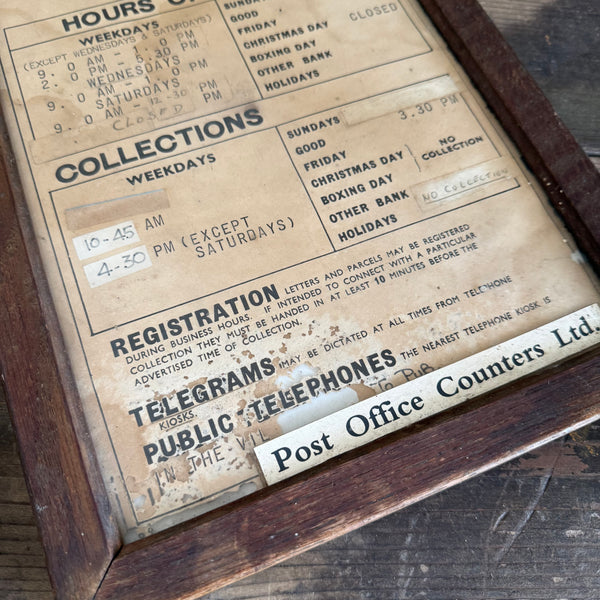 HOURS O
WEEKDAYS
(EXCEPT WEDNESDAYS & SATURDAYS)
9.0 AM - 1.0 PM
2.0 PM - 5.30 PM
WEDNESDAYS
9.0 AM - 1.0 PM
SATURDAYS
9.0 AM - 12.30 PM
CLOSED
SUNDAYS
GOOD
FRIDAY
CHRISTMAS DAY
BOXING DAY
OTHER BANK
HOLIDAYS
CLOSED
COLLECTIONS
WEEKDAYS
10-45 AM
4-30 PM (EXCEPT
SATURDAYS)
SUNDAYS
GOOD
FRIDAY
CHRISTMAS DAY
BOXING DAY
OTHER BANK
HOLIDAYS
3.30 PM
NO
COLLECTION
NO COLLECTION
REGISTRATION LETTERS AND PARCELS MAY BE REGISTERED
DURING BUSINESS HOURS. IF INTENDED TO CONNECT WITH A PARTICULAR
COLLECTION THEY MUST BE HANDED IN AT LEAST 10 MINUTES BEFORE THE
ADVERTISED TIME OF COLLECTION.
TELEGRAMS MAY BE DICTATED AT ALL TIMES FROM TELEPHONE
KIOSKS.
PUBLIC TELEPHONES THE NEAREST TELEPHONE KIOSK IS
IN THE VIL
Post Office Counters Ltd.